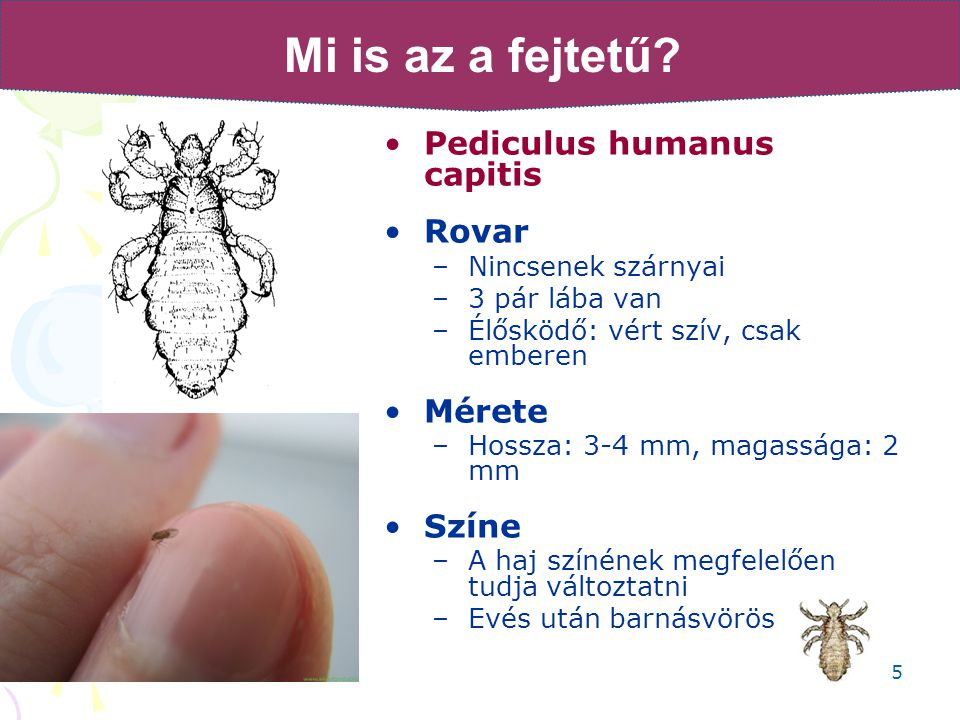 Mi is az a fejtetű?
• Pediculus humanus
capitis
• Rovar
– Nincsenek szárnyai
– 3 pár lába van
– Élősködő: vért szív, csak
emberen
• Mérete
– Hossza: 3-4 mm, magassága: 2
mm
• Színe
– A haj színének megfelelően
tudja változtatni
– Evés után barnásvörös
5